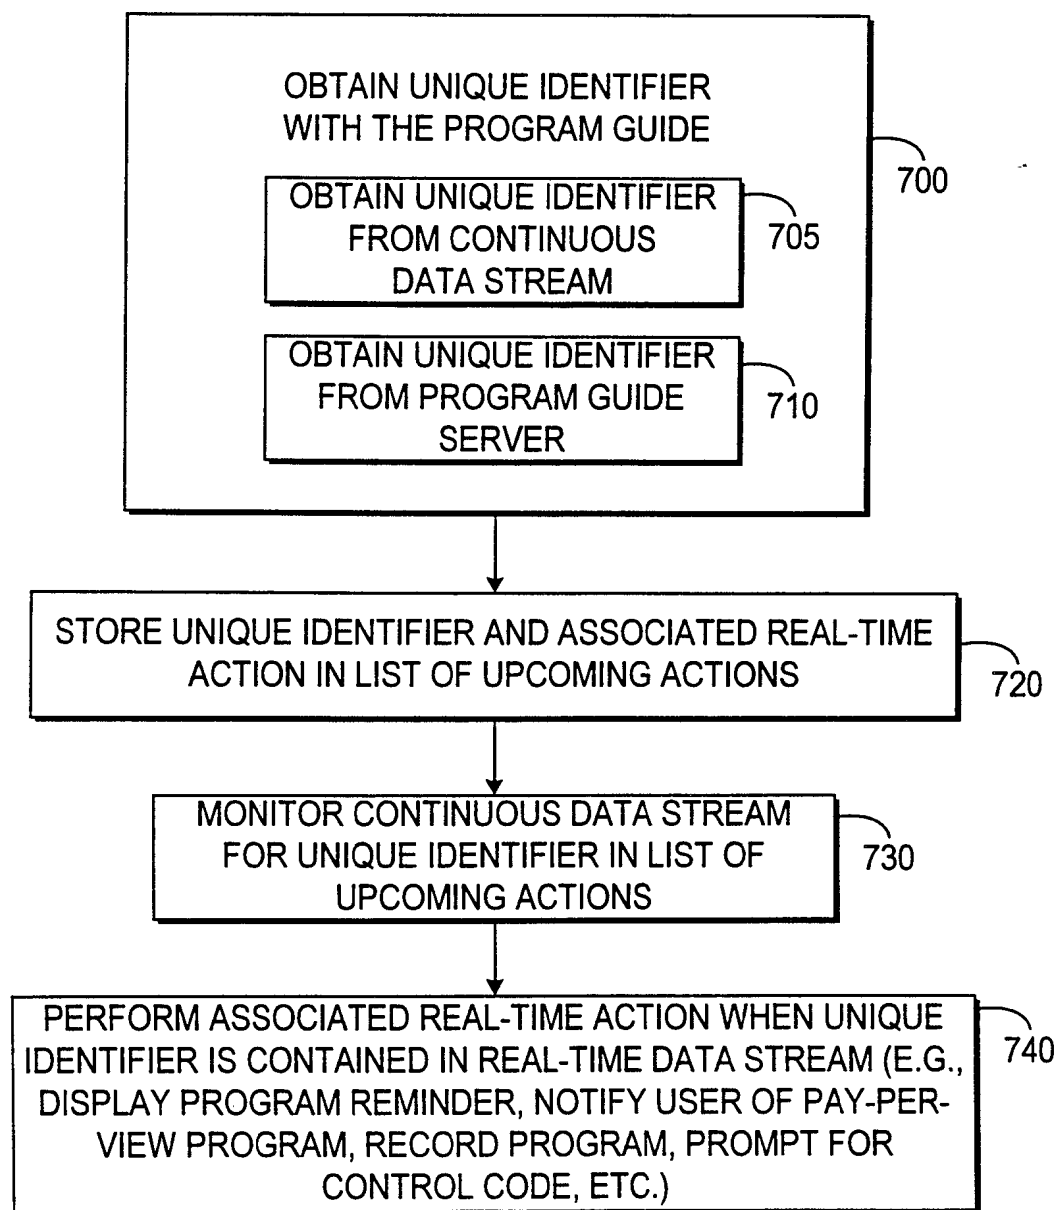 OBTAIN UNIQUE IDENTIFIER
WITH THE PROGRAM GUIDE
700
OBTAIN UNIQUE IDENTIFIER
FROM CONTINUOUS
DATA STREAM
705
OBTAIN UNIQUE IDENTIFIER
FROM PROGRAM GUIDE
SERVER
710
STORE UNIQUE IDENTIFIER AND ASSOCIATED REAL-TIME
ACTION IN LIST OF UPCOMING ACTIONS
720
MONITOR CONTINUOUS DATA STREAM
FOR UNIQUE IDENTIFIER IN LIST OF
UPCOMING ACTIONS
730
PERFORM ASSOCIATED REAL-TIME ACTION WHEN UNIQUE
IDENTIFIER IS CONTAINED IN REAL-TIME DATA STREAM (E.G.,
DISPLAY PROGRAM REMINDER, NOTIFY USER OF PAY-PER-
VIEW PROGRAM, RECORD PROGRAM, PROMPT FOR
CONTROL CODE, ETC.)
740